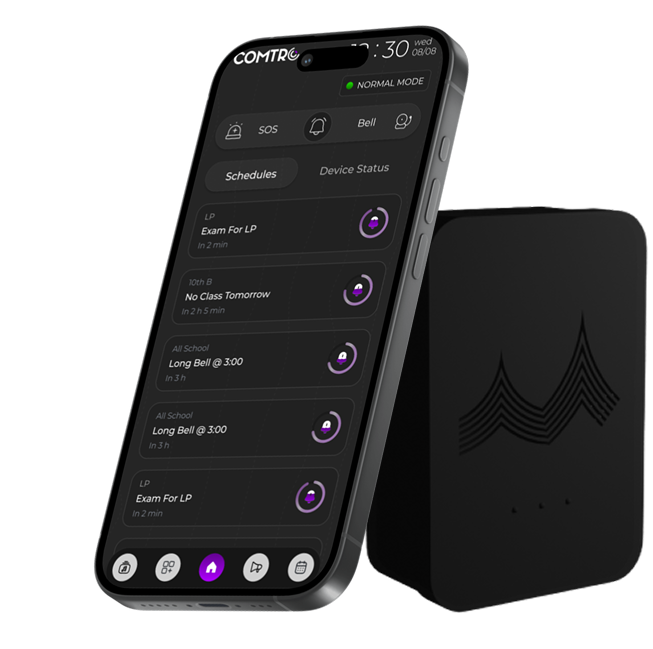 COMTRO
:30 wed
08/08
NORMAL MODE
SOS
Bell
Schedules
Device Status
LP
Exam For LP
In 2 min
10th B
No Class Tomorrow
In 2 h 5 min
All School
Long Bell @ 3:00
In 3 h
All School
Long Bell @ 3:00
In 3 h
LP
Exam For LP
In 2 min